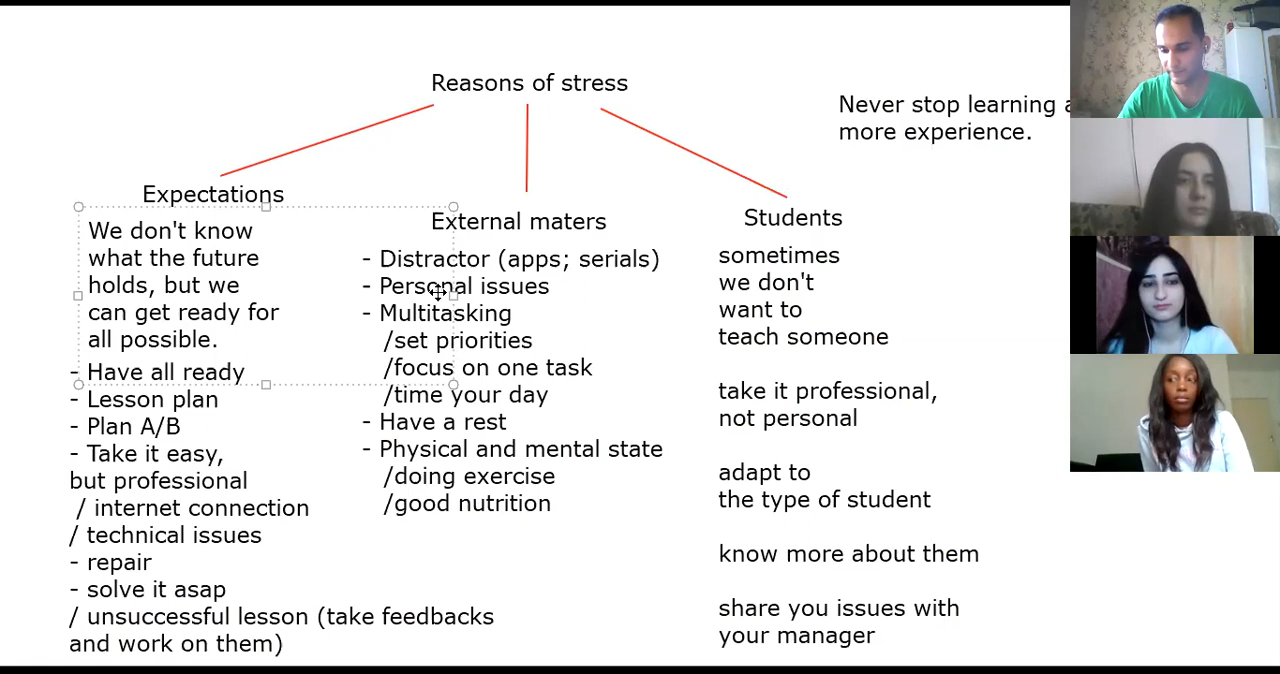 Reasons of stress
Never stop learning
more experience.
Expectations
We don't know
what the future
holds, but we
can get ready for
all possible.
- Have all ready
- Lesson plan
- Plan A/B
- Take it easy,
but professional
/ internet connection
/ technical issues
- repair
- solve it asap
/ unsuccessful lesson (take feedbacks
and work on them)
External maters
- Distractor (apps; serials)
- Personal issues
- Multitasking
/set priorities
/focus on one task
/time your day
- Have a rest
- Physical and mental state
/doing exercise
/good nutrition
Students
sometimes
we don't
want to
teach someone
take it professional,
not personal
adapt to
the type of student
know more about them
share you issues with
your manager